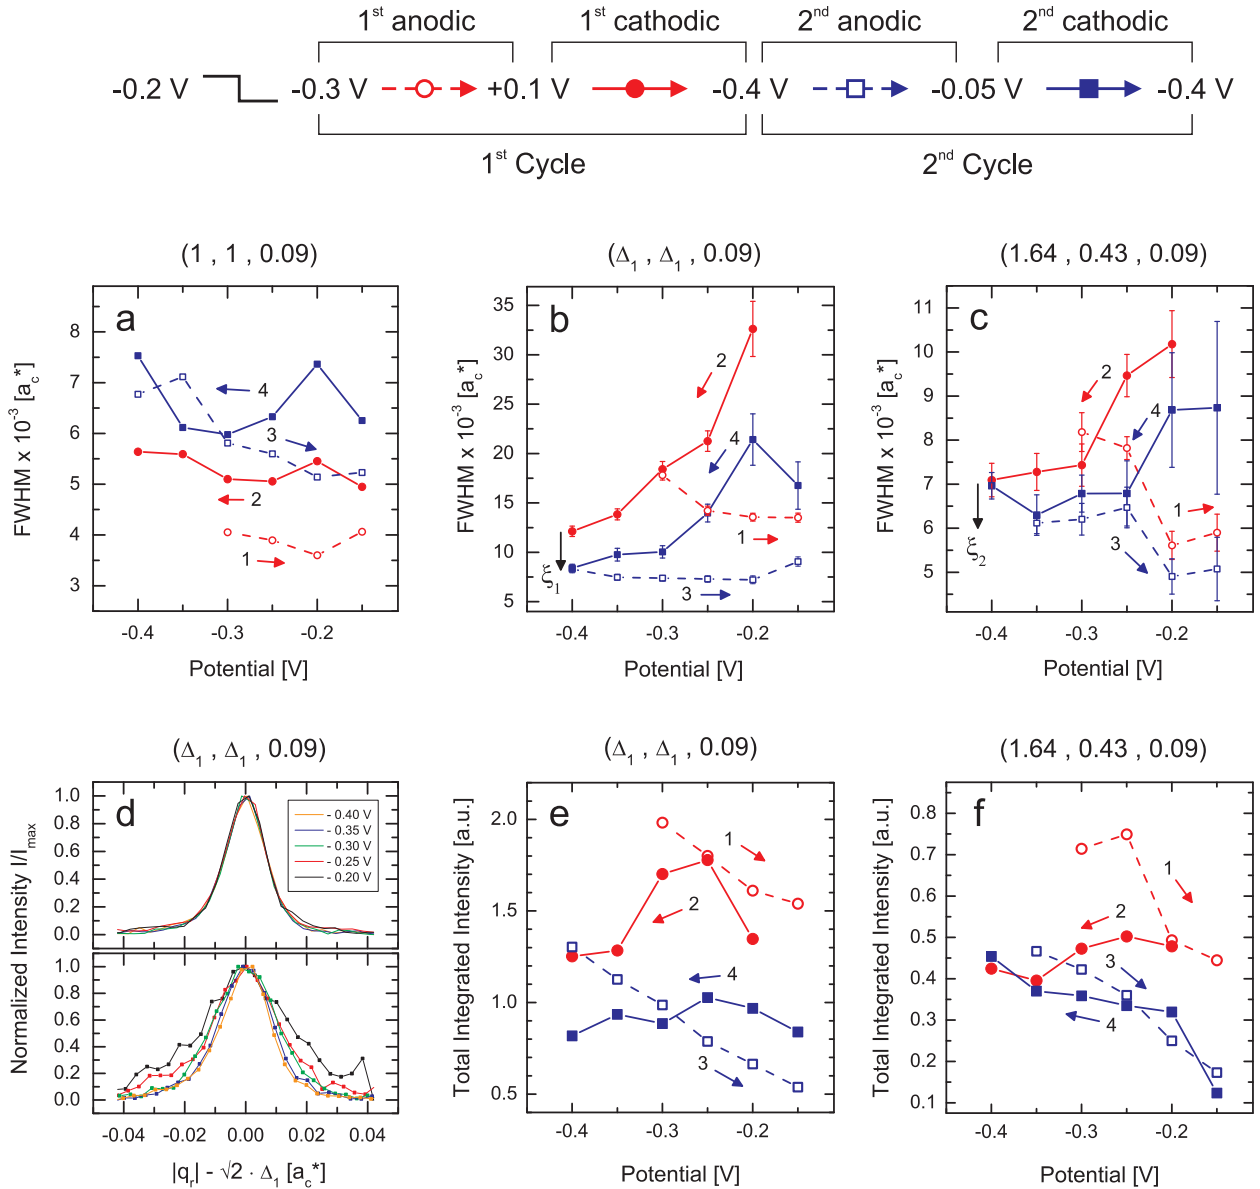 1st anodic 1st cathodic 2nd anodic 2nd cathodic
-0.2 V -0.3 V +0.1 V -0.4 V -0.05 V -0.4 V
1st Cycle 2nd Cycle
(1 , 1 , 0.09)
a
8
7
6
5
4
3
FWHM x 10-3 [ac*]
4
3
2
1
-0.4 -0.3 -0.2
Potential [V]
(Δ1 , Δ1 , 0.09)
b
35
30
25
20
15
10
5
FWHM x 10-3 [ac*]
2
4
1
3
ξ1
-0.4 -0.3 -0.2
Potential [V]
(1.64 , 0.43 , 0.09)
c
11
10
9
8
7
6
5
FWHM x 10-3 [ac*]
2
4
1
3
ξ2
-0.4 -0.3 -0.2
Potential [V]
(Δ1 , Δ1 , 0.09)
d
1.0
0.8
0.6
0.4
0.2
0.0
1.0
0.8
0.6
0.4
0.2
0.0
Normalized Intensity I/Imax
- 0.40 V
- 0.35 V
- 0.30 V
- 0.25 V
- 0.20 V
-0.04 -0.02 0.00 0.02 0.04
|qr| - √2 · Δ1 [ac*]
(Δ1 , Δ1 , 0.09)
e
2.0
1.5
1.0
0.5
Total Integrated Intensity [a.u.]
1
2
4
3
-0.4 -0.3 -0.2
Potential [V]
(1.64 , 0.43 , 0.09)
f
0.8
0.7
0.6
0.5
0.4
0.3
0.2
0.1
Total Integrated Intensity [a.u.]
1
2
3
4
-0.4 -0.3 -0.2
Potential [V]